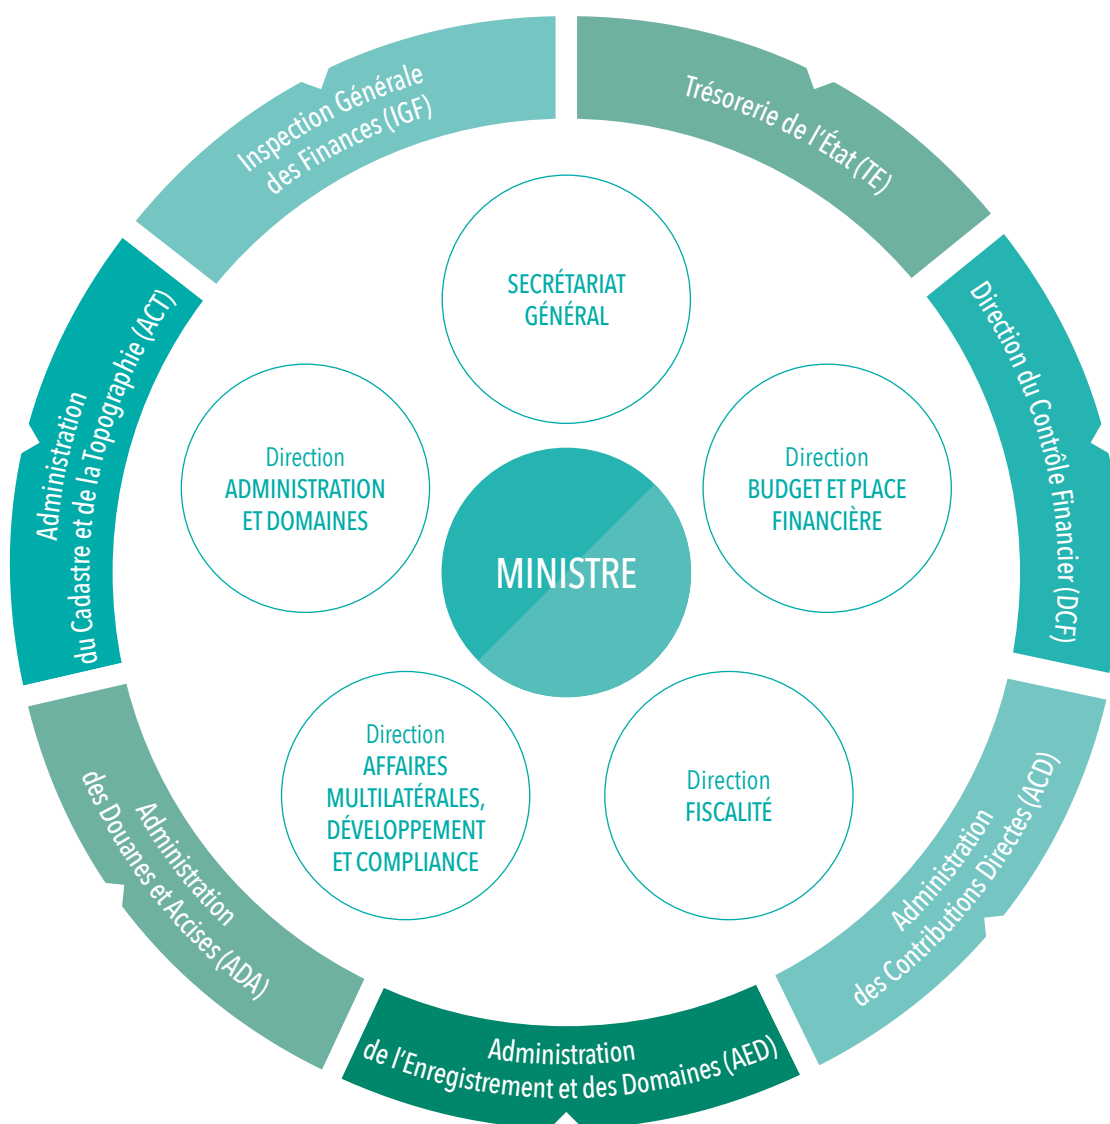 Inspection Générale
des Finances (IGF)
Trésorerie de l'État (TE)
SECRÉTARIAT
GÉNÉRAL
Administration
du Cadastre et de la Topographie (ACT)
Direction du Contrôle Financier (DCF)
Direction
ADMINISTRATION
ET DOMAINES
Direction
BUDGET ET PLACE
FINANCIÈRE
MINISTRE
Direction
AFFAIRES
MULTILATÉRALES,
DÉVELOPPEMENT
ET COMPLIANCE
Direction
FISCALITÉ
Administration
des Douanes et Accises (ADA)
Administration
des Contributions Directes (ACD)
Administration
de l'Enregistrement et des Domaines (AED)